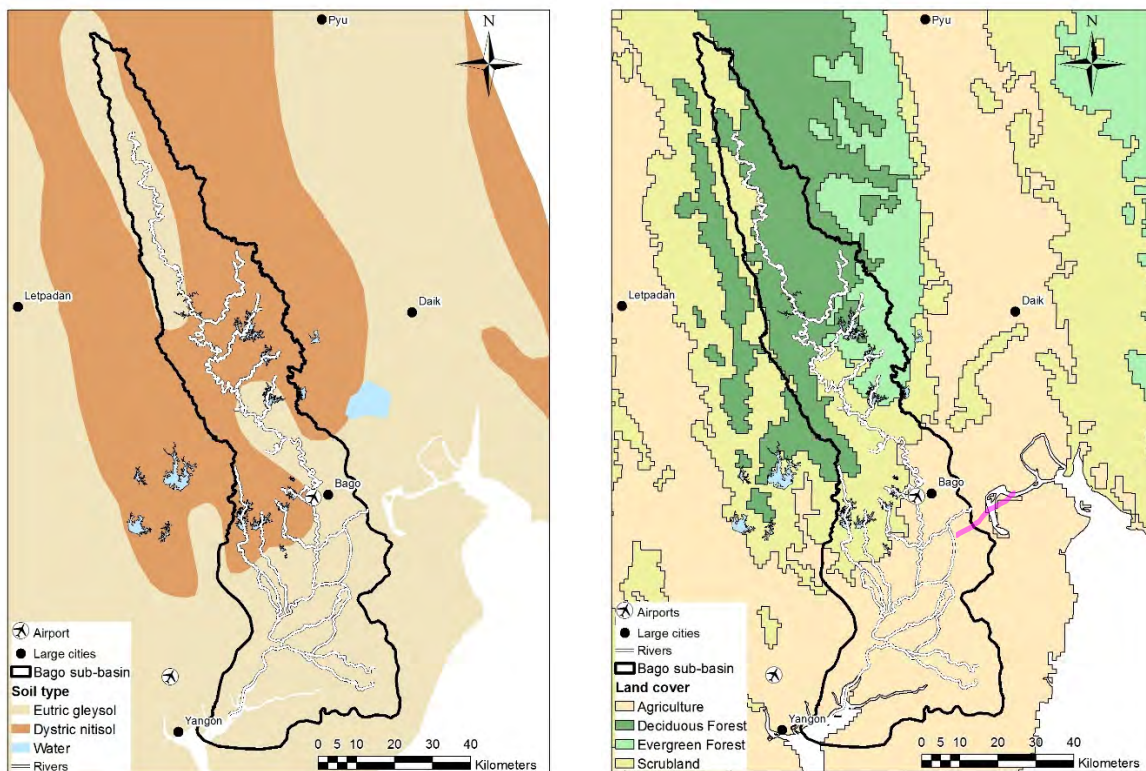 Pyu
N
Letpadan
Daik
Bago
Yangon
Airport
Large cities
Bago sub-basin
Soil type
Eutric gleysol
Dystric nitisol
Water
Rivers
0 5 10 20 30 40
Kilometers
Pyu
N
Letpadan
Daik
Bago
Yangon
Airports
Large cities
Rivers
Bago sub-basin
Land cover
Agriculture
Deciduous Forest
Evergreen Forest
Scrubland
0 5 10 20 30 40
Kilometers